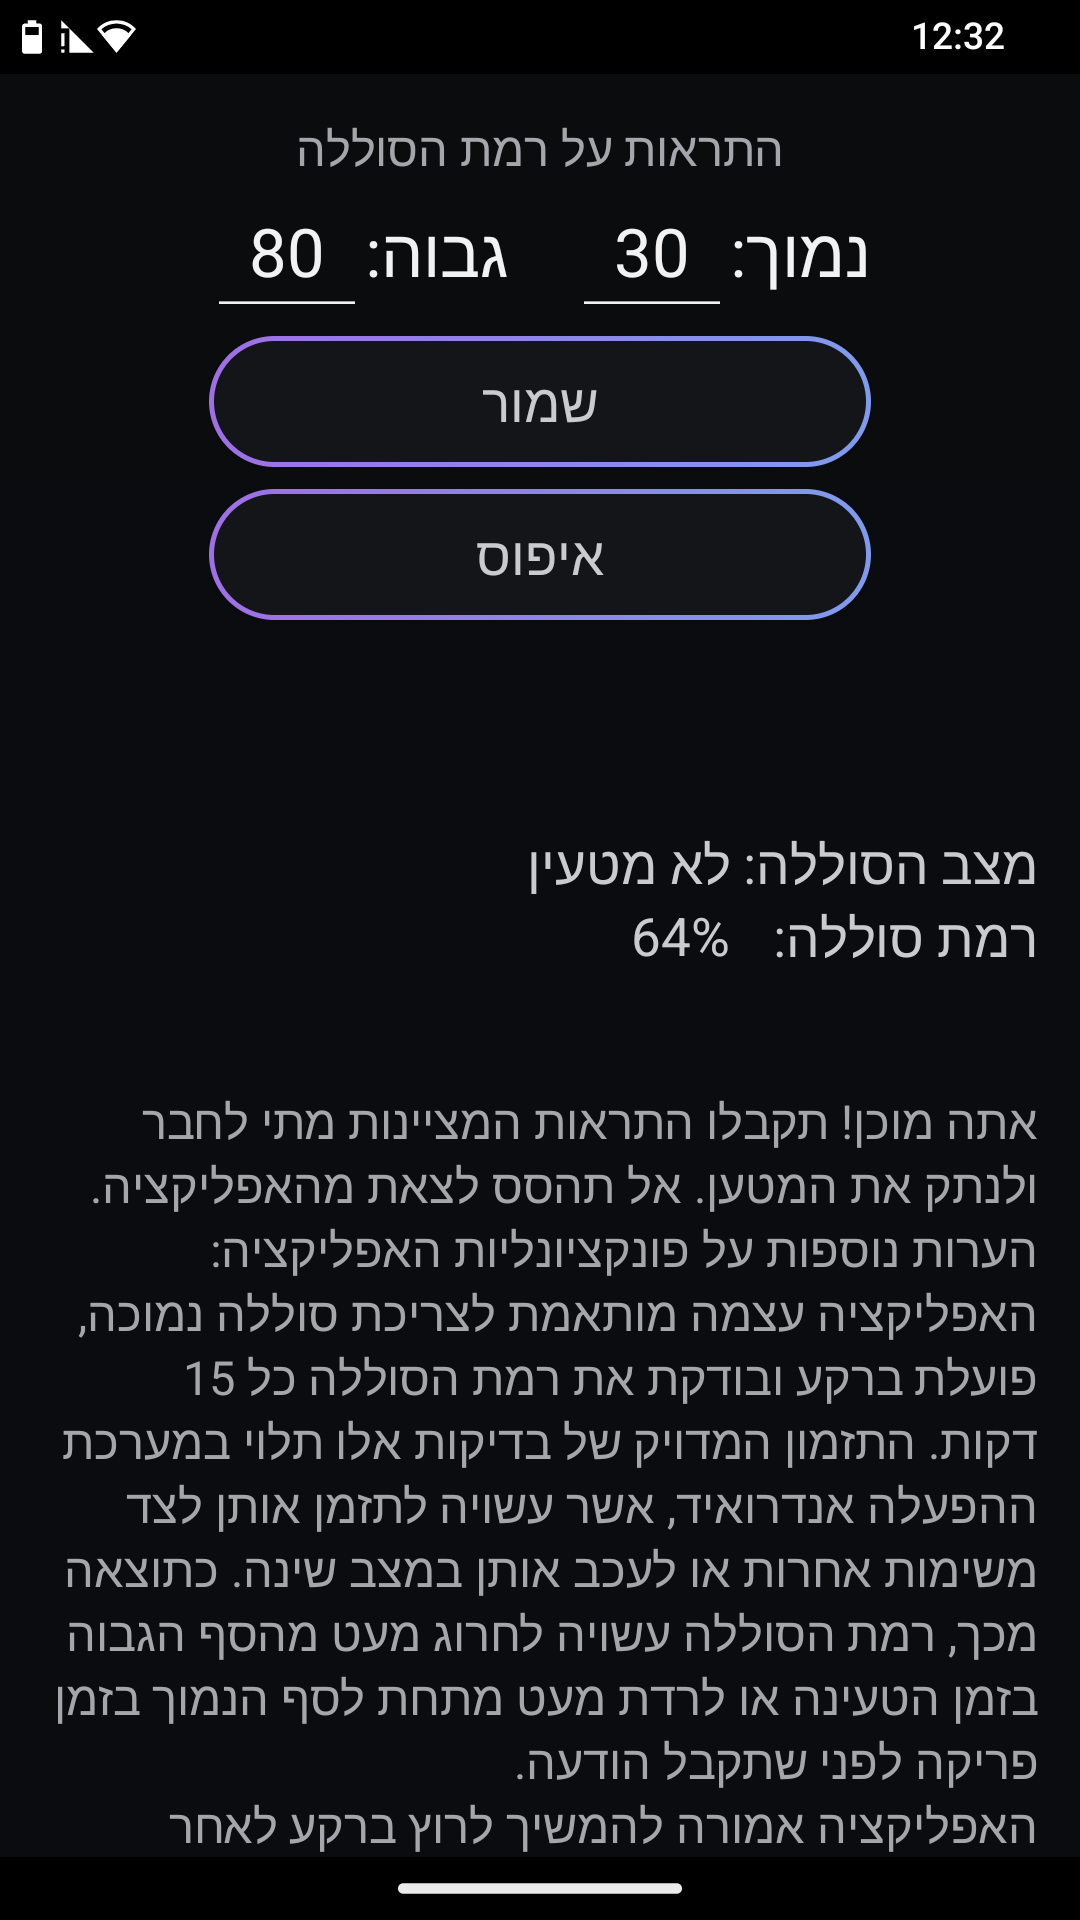 12:32
התראות על רמת הסוללה
נמוך: 30 גבוה: 80
שמור
איפוס
מצב הסוללה: לא מטעין
רמת סוללה: 64%
אתה מוכן! תקבלו התראות המציינות מתי לחבר
ולנתק את המטען. אל תהסס לצאת מהאפליקציה.
הערות נוספות על פונקציונליות האפליקציה:
האפליקציה עצמה מותאמת לצריכת סוללה נמוכה,
פועלת ברקע ובודקת את רמת הסוללה כל 15
דקות. התזמון המדויק של בדיקות אלו תלוי במערכת
ההפעלה אנדרואיד, אשר עשויה לתזמן אותן לצד
משימות אחרות או לעכב אותן במצב שינה. כתוצאה
מכך, רמת הסוללה עשויה לחרוג מעט מהסף הגבוה
בזמן הטעינה או לרדת מעט מתחת לסף הנמוך בזמן
פריקה לפני שתקבל הודעה.
האפליקציה אמורה להמשיך לרוץ ברקע לאחר